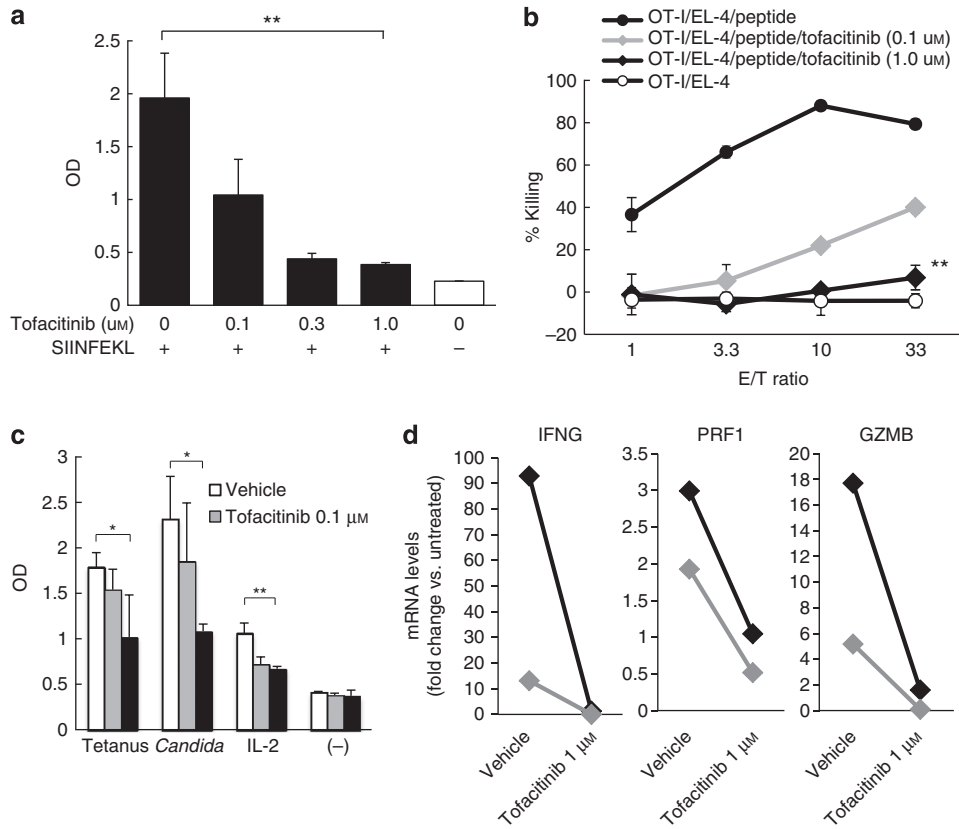 a
**
2.5
2
1.5
1
0.5
0
OD
Tofacitinib (uM) 0 0.1 0.3 1.0 0
SIINFEKL + + + + –
b
OT-I/EL-4/peptide
OT-I/EL-4/peptide/tofacitinib (0.1 uM)
OT-I/EL-4/peptide/tofacitinib (1.0 uM)
OT-I/EL-4
100
80
60
40
20
0
–20
% Killing
**
1 3.3 10 33
E/T ratio
c
3
2.5
2
1.5
1
0.5
0
OD
* * **
Vehicle
Tofacitinib 0.1 μM
Tetanus Candida IL-2 (–)
d
mRNA levels
(fold change vs. untreated)
IFNG
100
90
80
70
60
50
40
30
20
10
0
Vehicle
Tofacitinib 1 μM
PRF1
3.5
3
2.5
2
1.5
1
0.5
0
Vehicle
Tofacitinib 1 μM
GZMB
20
18
16
14
12
10
8
6
4
2
0
Vehicle
Tofacitinib 1 μM